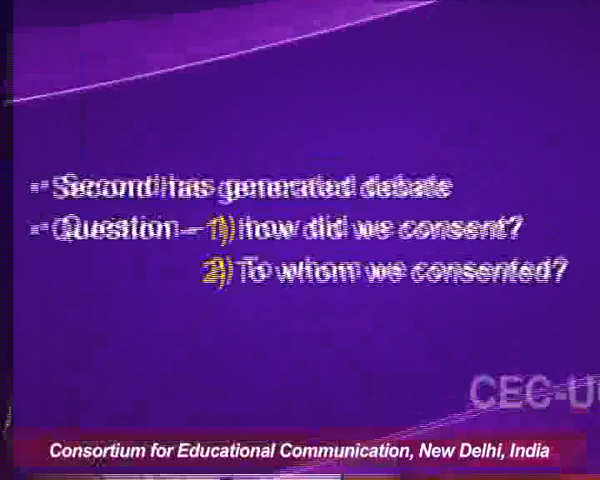 Second has generated debate
Question – 1) how did we consent?
2) To whom we consented?
CEC-U
Consortium for Educational Communication, New Delhi, India